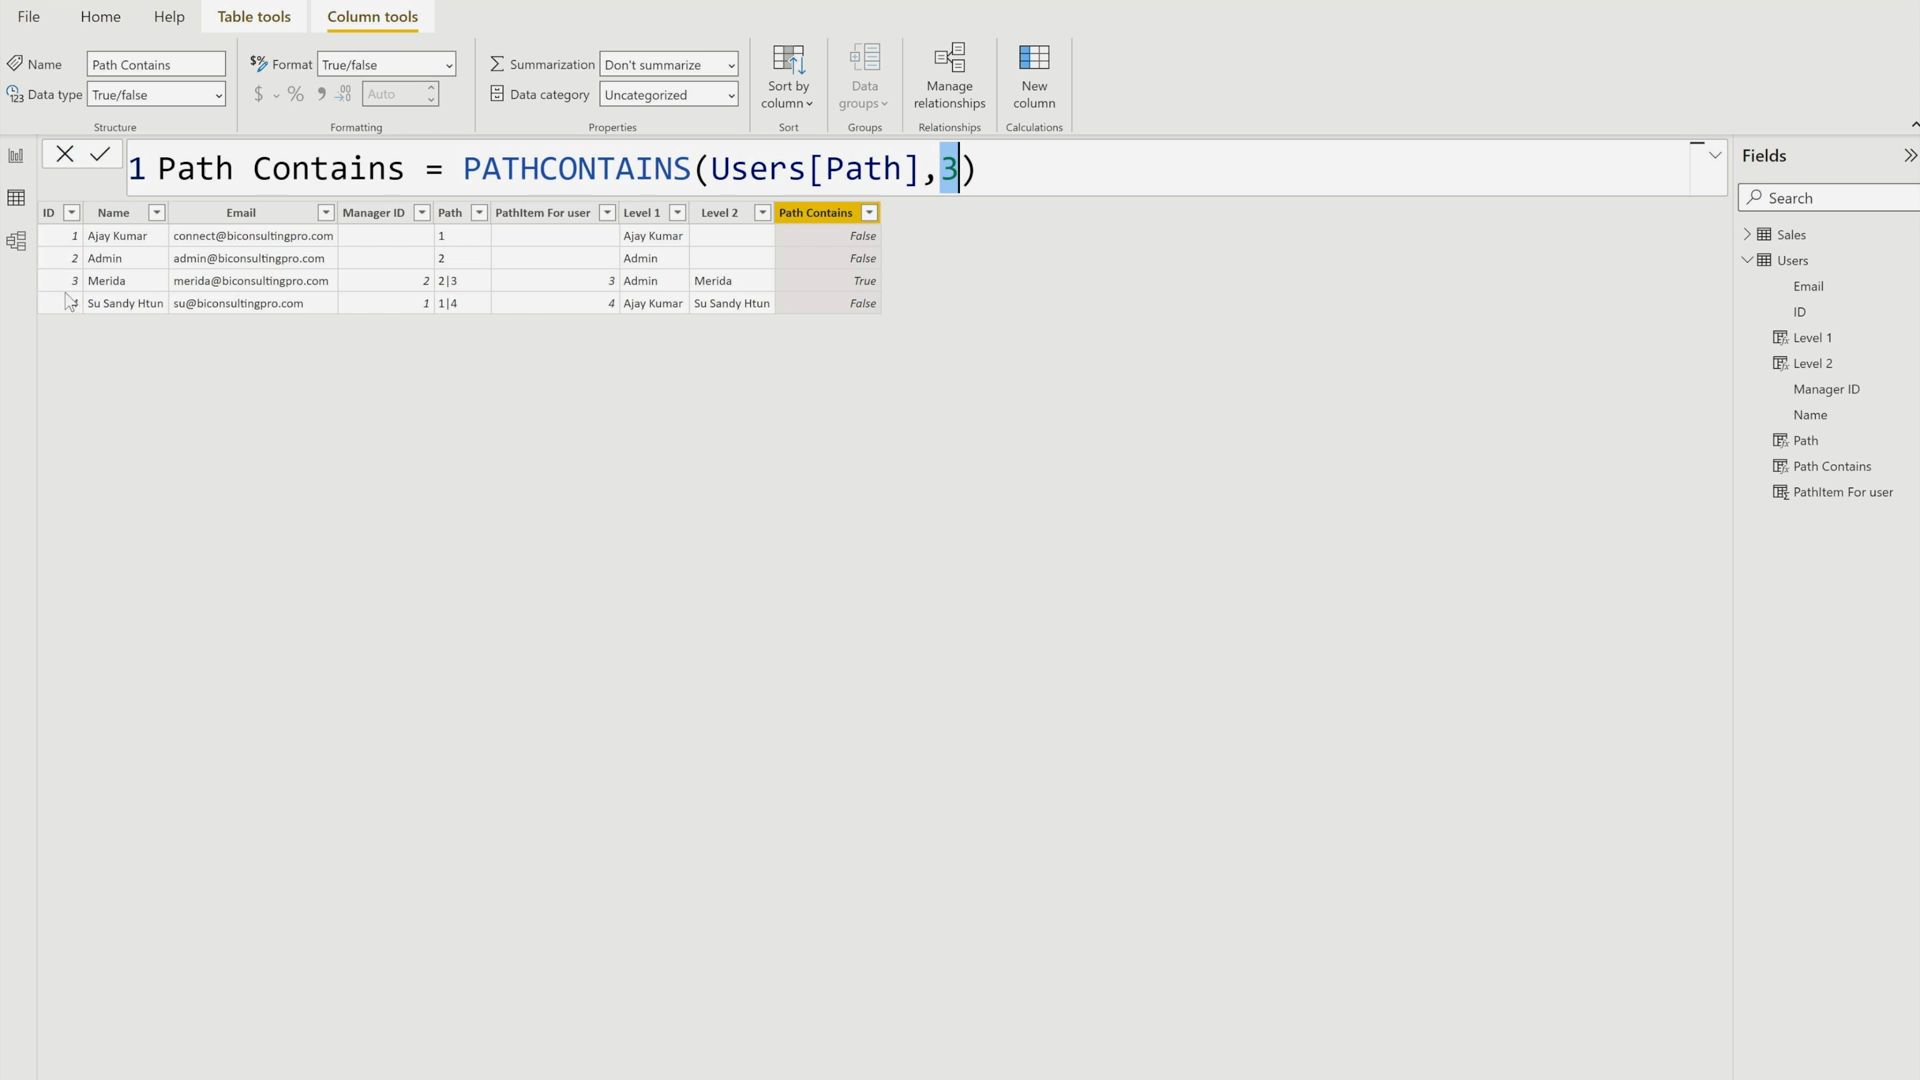 File Home Help Table tools Column tools
Name Path Contains
Data type True/false
Structure
$% Format True/false
$ % 9 .00 Auto
Formatting
Summarization Don't summarize
Data category Uncategorized
Properties
Sort by
column
Sort
Data
groups
Groups
Manage
relationships
Relationships
New
column
Calculations
1 Path Contains = PATHCONTAINS(Users[Path],3)
ID Name Email Manager ID Path PathItem For user Level 1 Level 2 Path Contains
1 Ajay Kumar connect@biconsultingpro.com 1 Ajay Kumar False
2 Admin admin@biconsultingpro.com 2 Admin False
3 Merida merida@biconsultingpro.com 2 2|3 3 Admin Merida True
4 Su Sandy Htun su@biconsultingpro.com 1 1|4 4 Ajay Kumar Su Sandy Htun False
Fields
Search
Sales
Users
Email
ID
Level 1
Level 2
Manager ID
Name
Path
Path Contains
PathItem For user